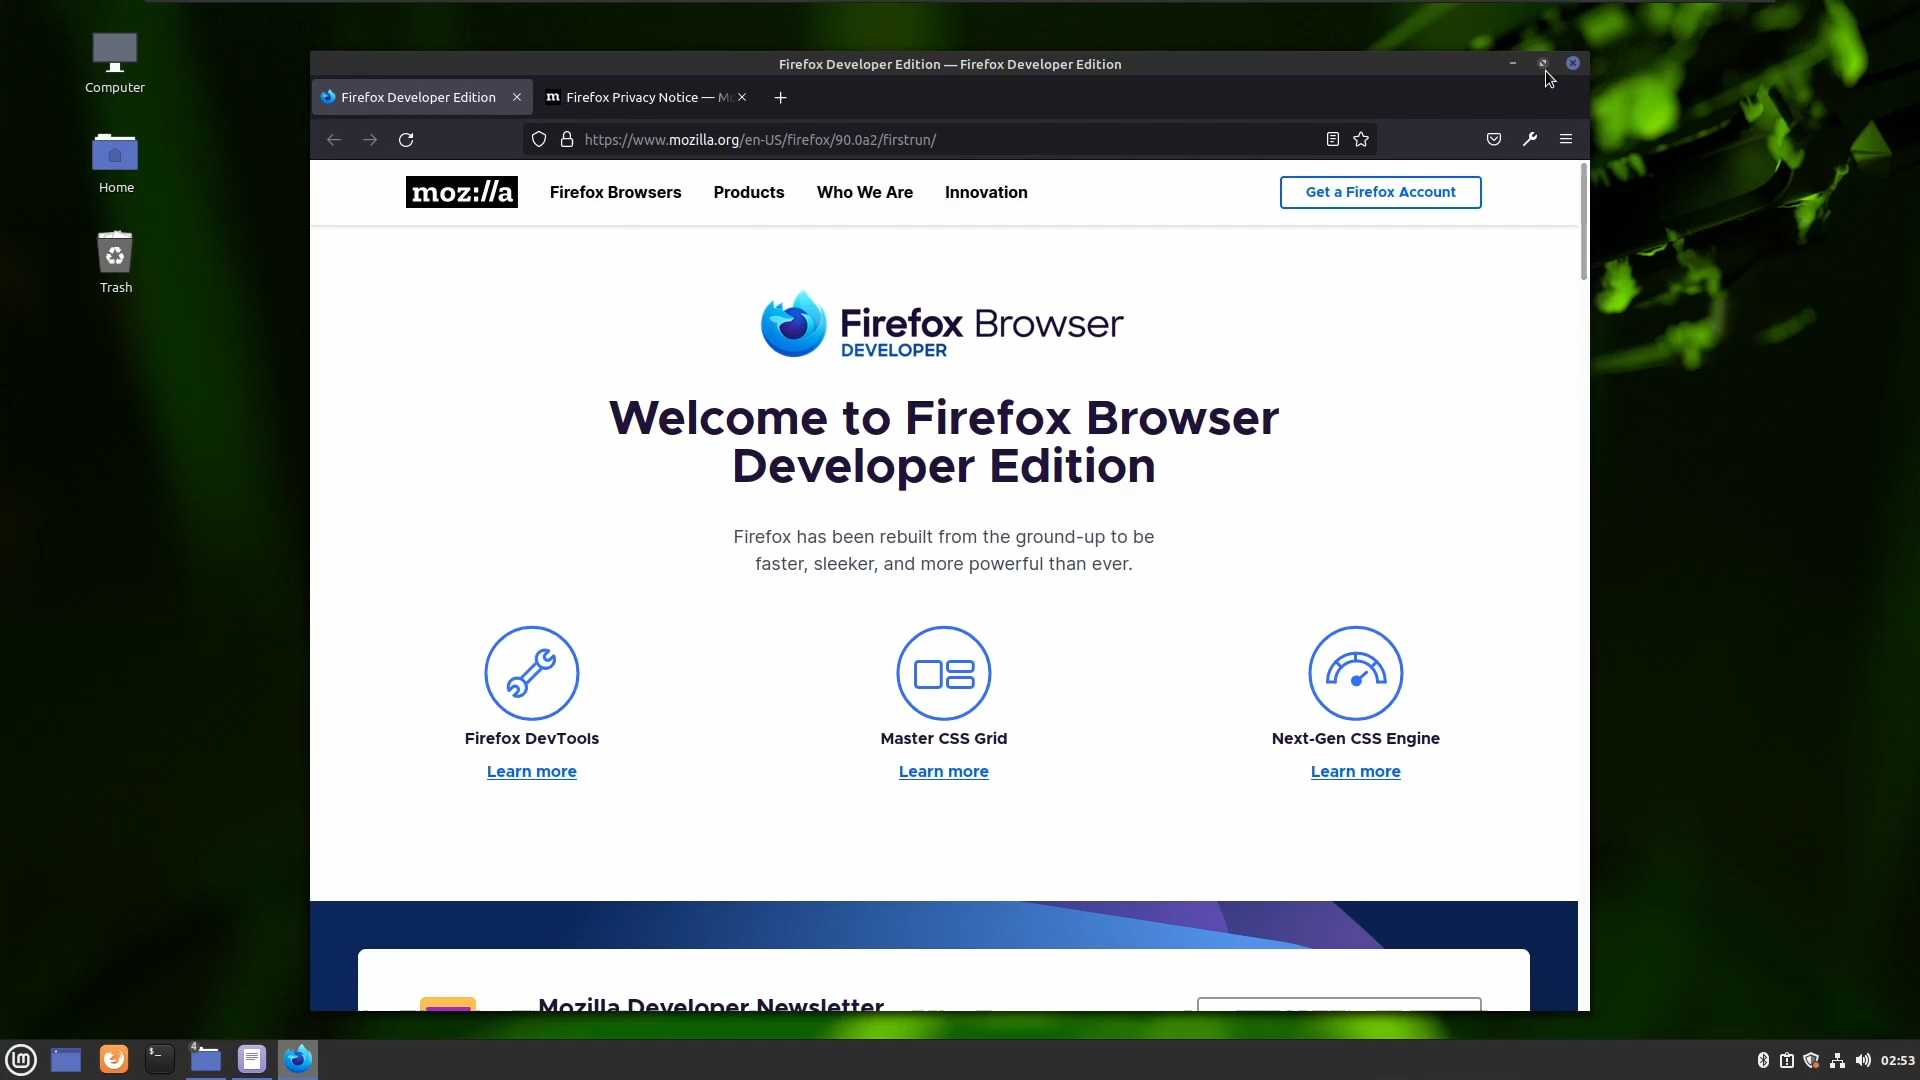 Computer
Home
Trash
Firefox Developer Edition — Firefox Developer Edition
Firefox Developer Edition
Firefox Privacy Notice —
https://www.mozilla.org/en-US/firefox/90.0a2/firstrun/
moz://a
Firefox Browsers
Products
Who We Are
Innovation
Get a Firefox Account
Firefox Browser
DEVELOPER
Welcome to Firefox Browser
Developer Edition
Firefox has been rebuilt from the ground-up to be
faster, sleeker, and more powerful than ever.
Firefox DevTools
Master CSS Grid
Next-Gen CSS Engine
Learn more
Learn more
Learn more
Mozilla Developer Newsletter
4
02:53